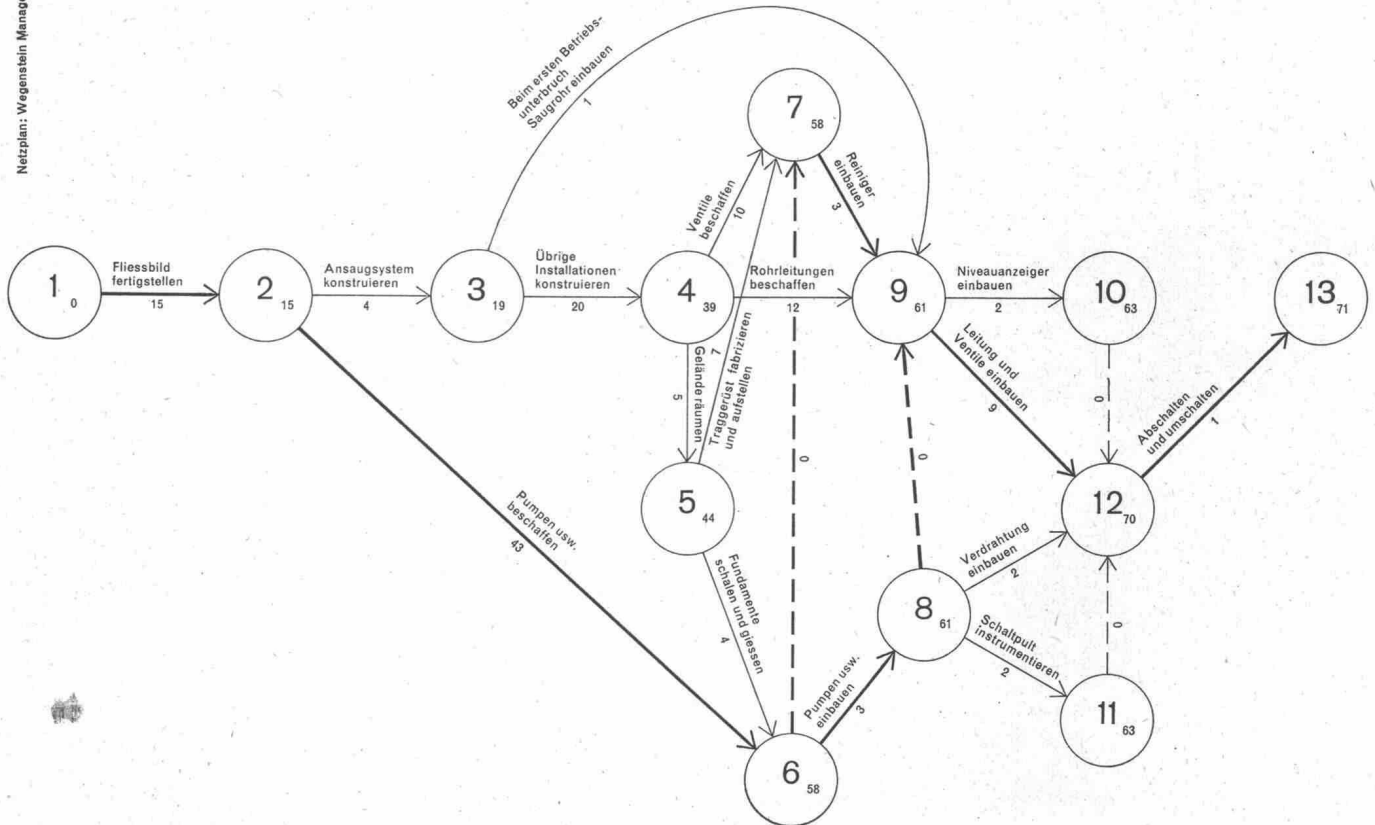 Netzplan: Wegenstein Manage
Beim ersten Betriebs-
unterbruch
Saugrohr einbauen
1
7 58
Ventile
beschaffen
10
Reiniger
einbauen
3
1 0
Fliessbild
fertigstellen
15
2 15
Ansaugsystem
konstruieren
4
3 19
Übrige
Installationen
konstruieren
20
4 39
Rohrleitungen
beschaffen
12
9 61
Niveauanzeiger
einbauen
2
10 63
13 71
Gelände räumen
5
Traggerüst fabrizieren
und aufstellen
7
Leitung und
Ventile einbauen
9
0
Abschalten
und umschalten
1
Pumpen usw.
beschaffen
43
5 44
0
0
12 70
Fundamente
schalen und giessen
4
Verdrahtung
einbauen
2
8 61
Schaltpult
instrumentieren
2
0
Pumpen usw.
einbauen
3
11 63
6 58